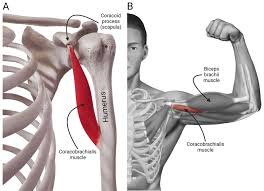 A
Coracoid
process
(scapula)
Humerus
Coracobrachialis
muscle
B
Biceps
brachii muscle
Coracobrachialis
muscle